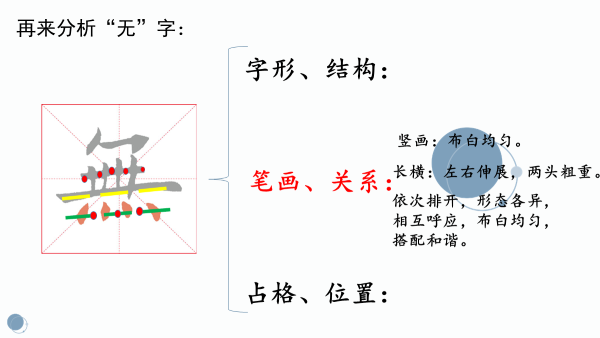 再来分析“无”字：
無
字形、结构：
竖画：布白均匀。
笔画、关系：
长横：左右伸展，两头粗重。
依次排开，形态各异，
相互呼应，布白均匀，
搭配和谐。
占格、位置：